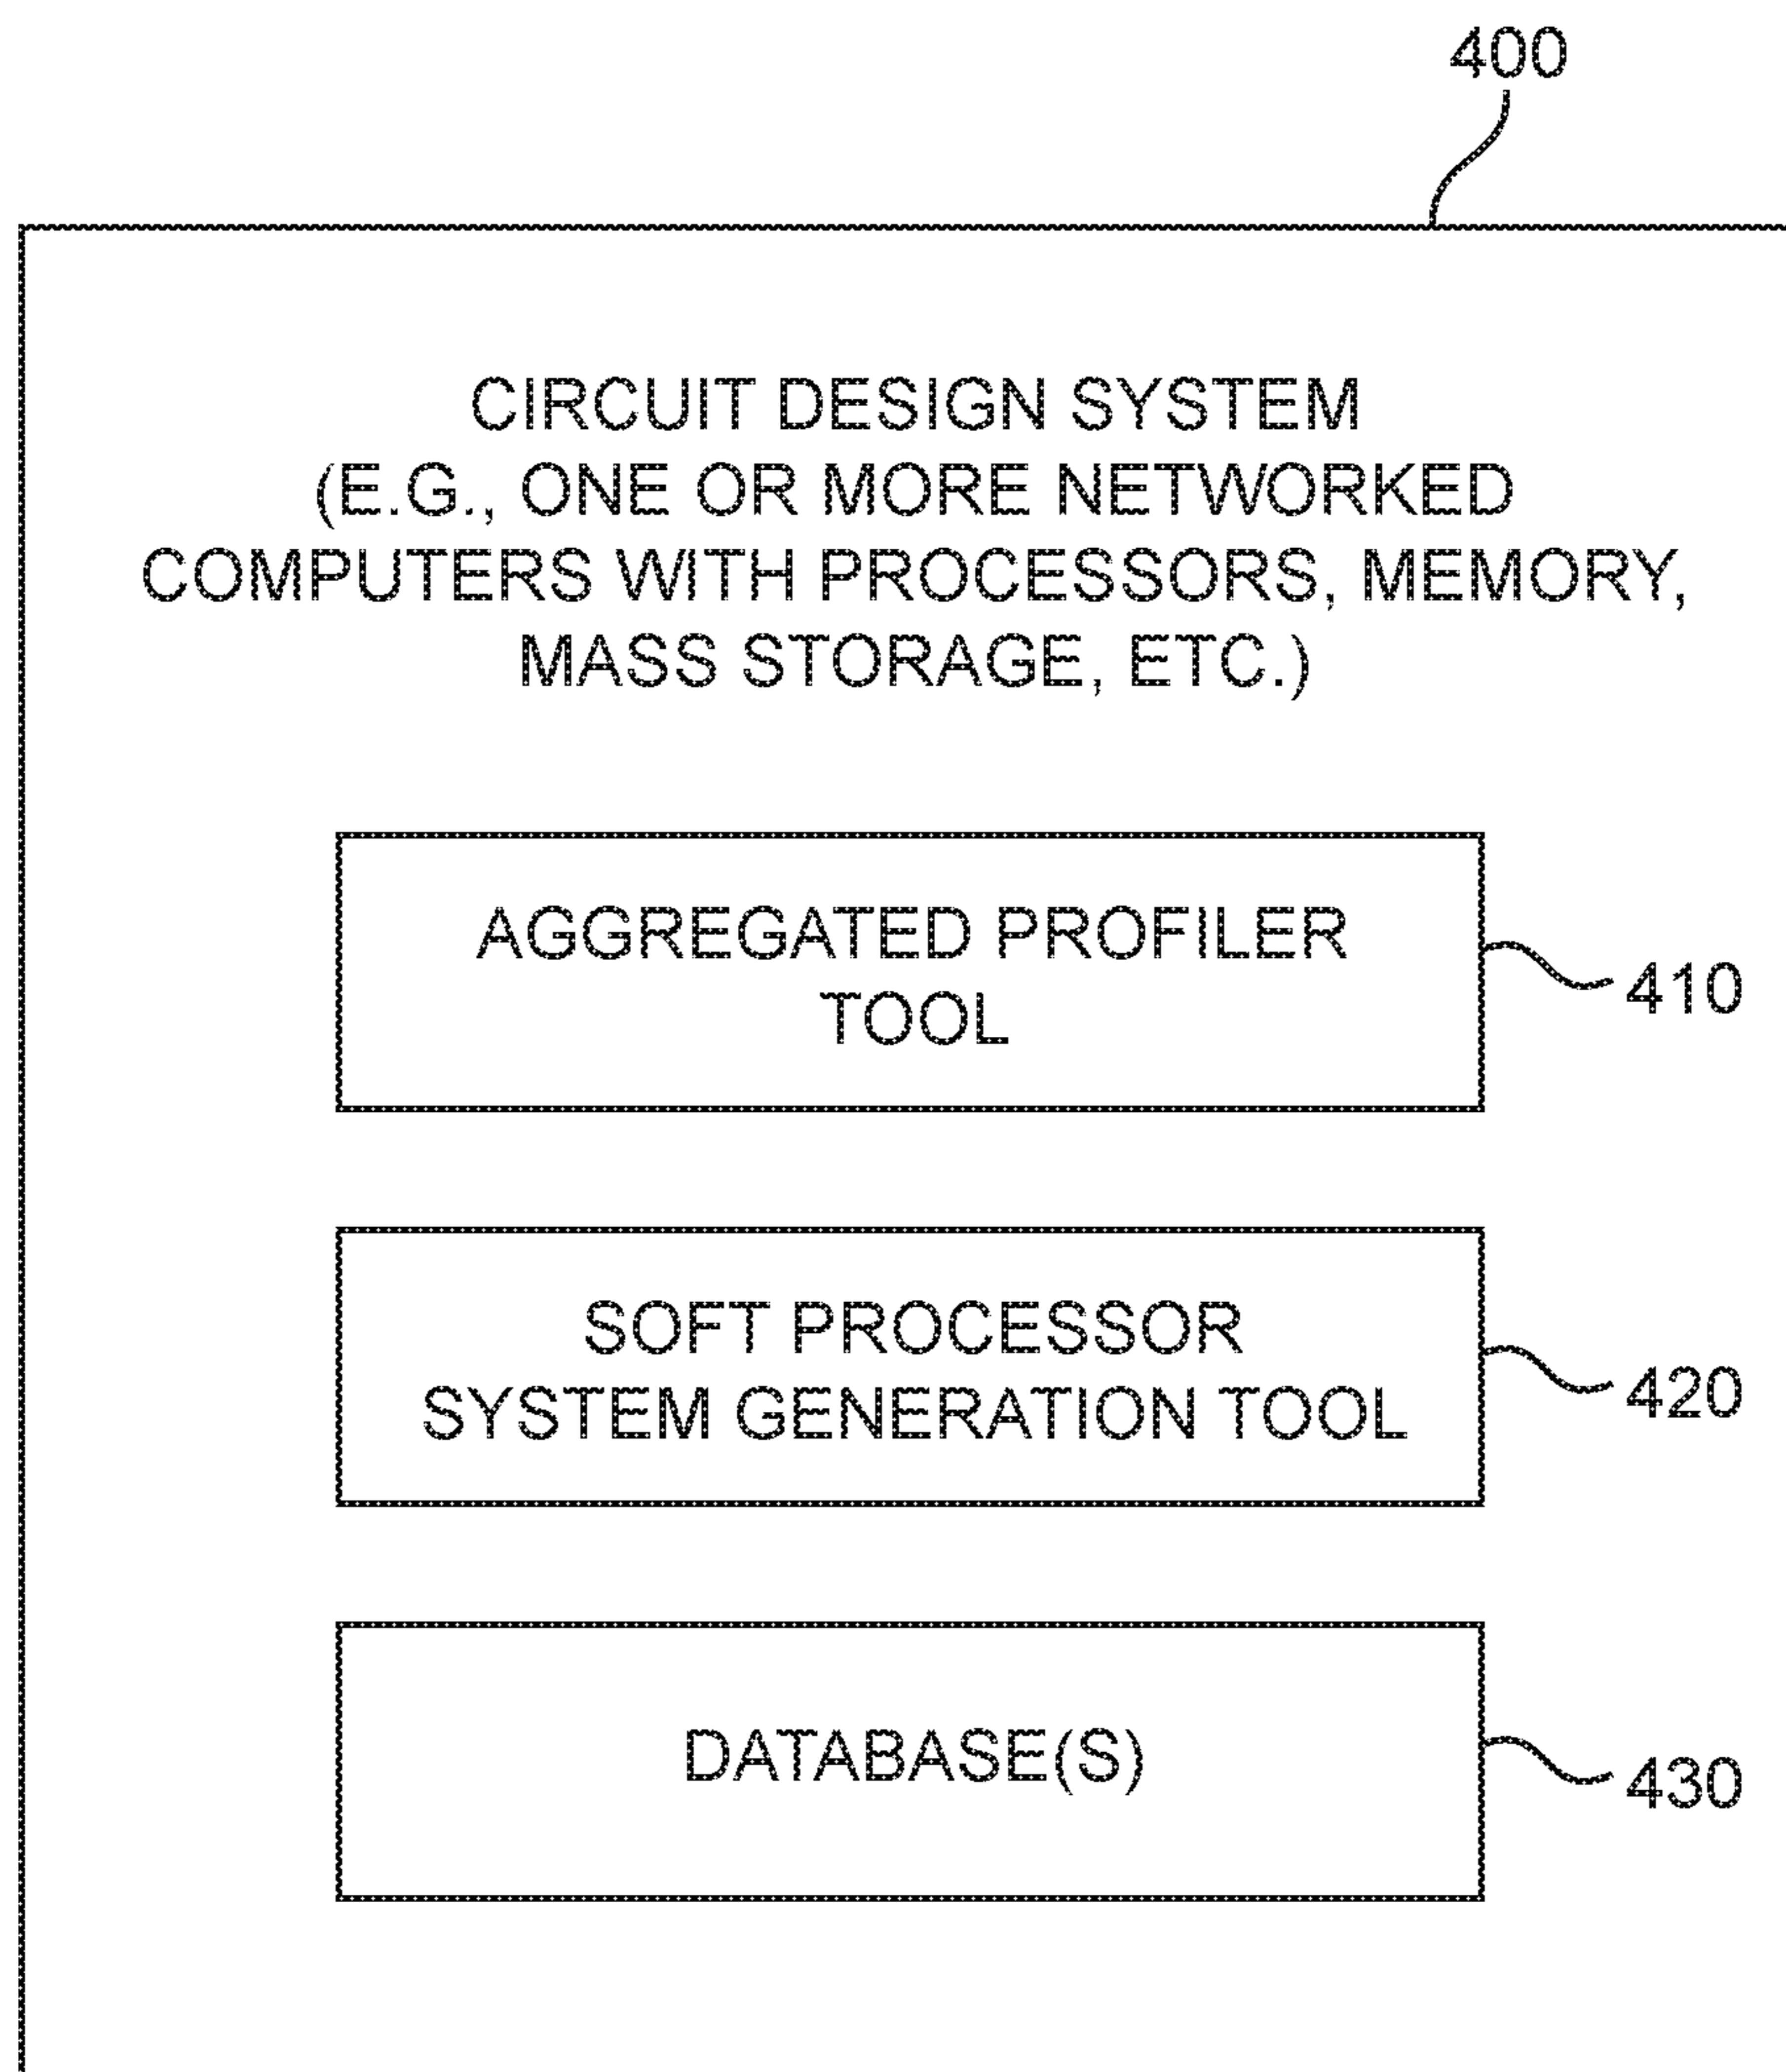 400
CIRCUIT DESIGN SYSTEM
(E.G., ONE OR MORE NETWORKED
COMPUTERS WITH PROCESSORS, MEMORY,
MASS STORAGE, ETC.)
AGGREGATED PROFILER
TOOL
410
SOFT PROCESSOR
SYSTEM GENERATION TOOL
420
DATABASE(S)
430